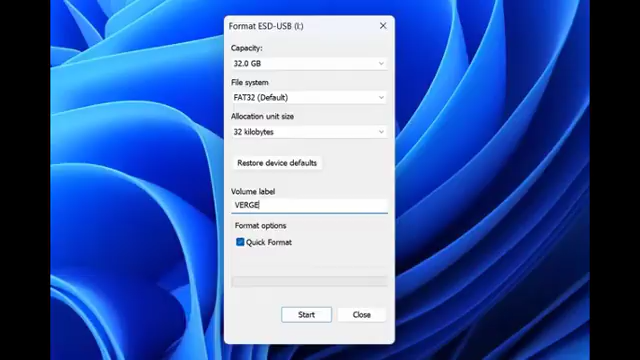 Format ESD-USB (I:)
Capacity:
32.0 GB
File system
FAT32 (Default)
Allocation unit size
32 kilobytes
Restore device defaults
Volume label
VERGE
Format options
Quick Format
Start
Close